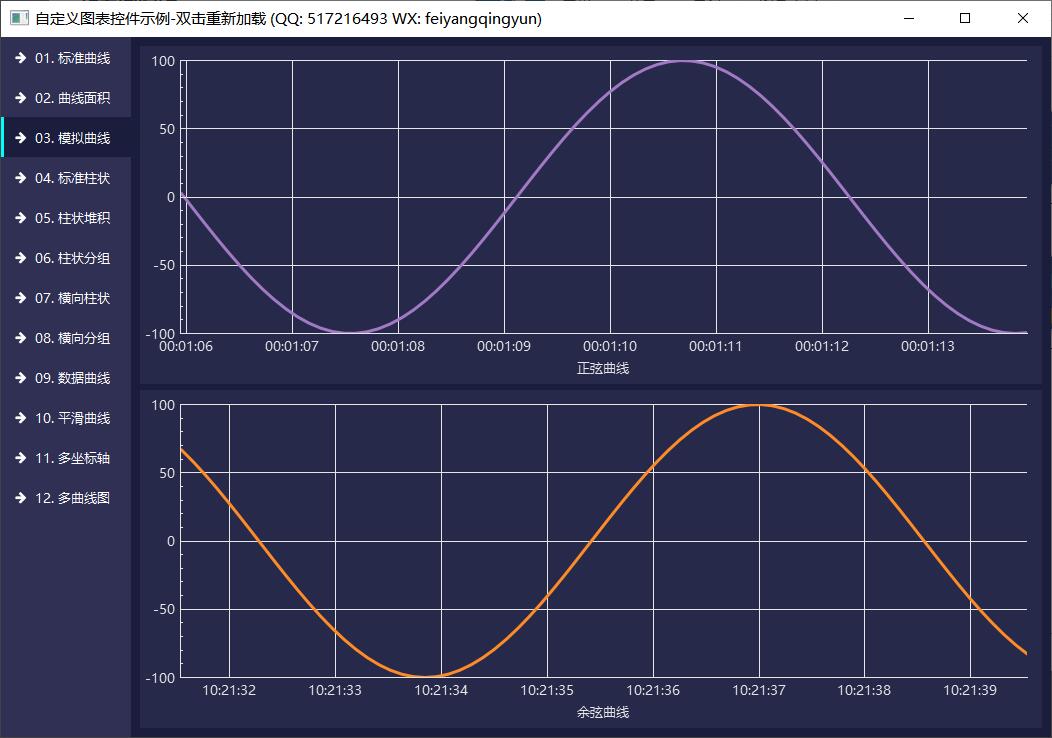 自定义图表控件示例-双击重新加载 (QQ: 517216493 WX: feiyangqingyun)
01. 标准曲线
02. 曲线面积
03. 模拟曲线
04. 标准柱状
05. 柱状堆积
06. 柱状分组
07. 横向柱状
08. 横向分组
09. 数据曲线
10. 平滑曲线
11. 多坐标轴
12. 多曲线图
100
50
0
-50
-100
00:01:06 00:01:07 00:01:08 00:01:09 00:01:10 00:01:11 00:01:12 00:01:13
正弦曲线
100
50
0
-50
-100
10:21:32 10:21:33 10:21:34 10:21:35 10:21:36 10:21:37 10:21:38 10:21:39
余弦曲线